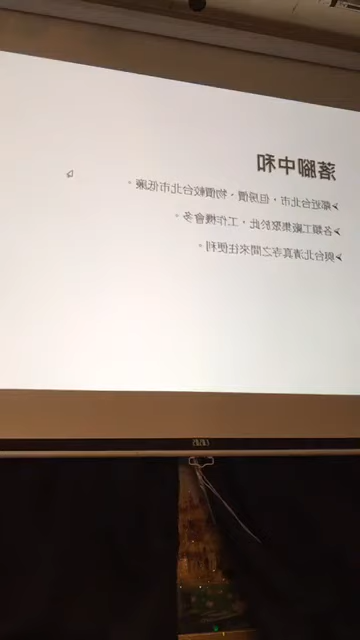 落腳中和
➢鄰近台北市，但房價、物價較台北市低廉。
➢各類工廠集聚於此，工作機會多。
➢與台北清真寺之間來往便利。